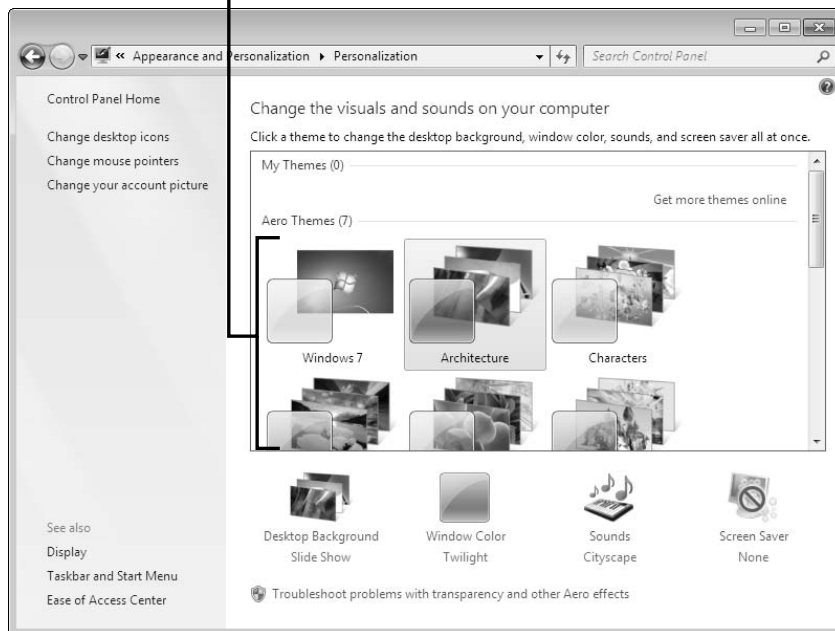 « Appearance and Personalization ▸ Personalization
Search Control Panel
Control Panel Home
Change desktop icons
Change mouse pointers
Change your account picture
See also
Display
Taskbar and Start Menu
Ease of Access Center
Change the visuals and sounds on your computer
Click a theme to change the desktop background, window color, sounds, and screen saver all at once.
My Themes (0)
Get more themes online
Aero Themes (7)
Windows 7
Architecture
Characters
Desktop Background
Slide Show
Window Color
Twilight
Sounds
Cityscape
Screen Saver
None
Troubleshoot problems with transparency and other Aero effects